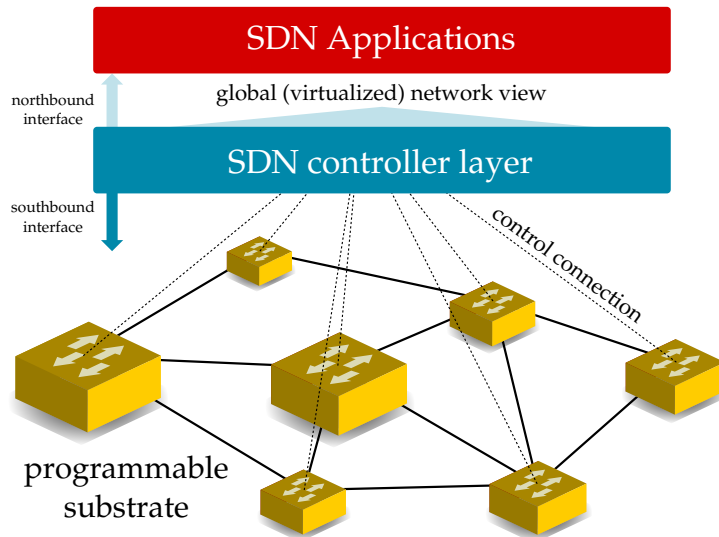 SDN Applications
northbound
interface
global (virtualized) network view
SDN controller layer
southbound
interface
control connection
programmable
substrate